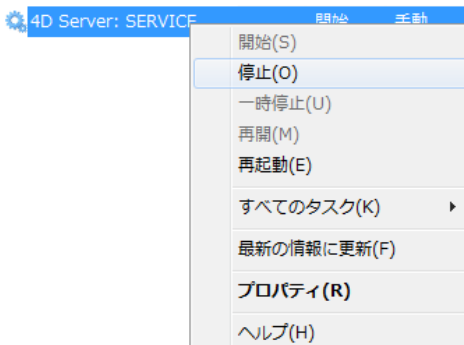 4D Server: SERVICE 開始 手動
開始(S)
停止(O)
一時停止(U)
再開(M)
再起動(E)
すべてのタスク(K)
最新の情報に更新(F)
プロパティ(R)
ヘルプ(H)